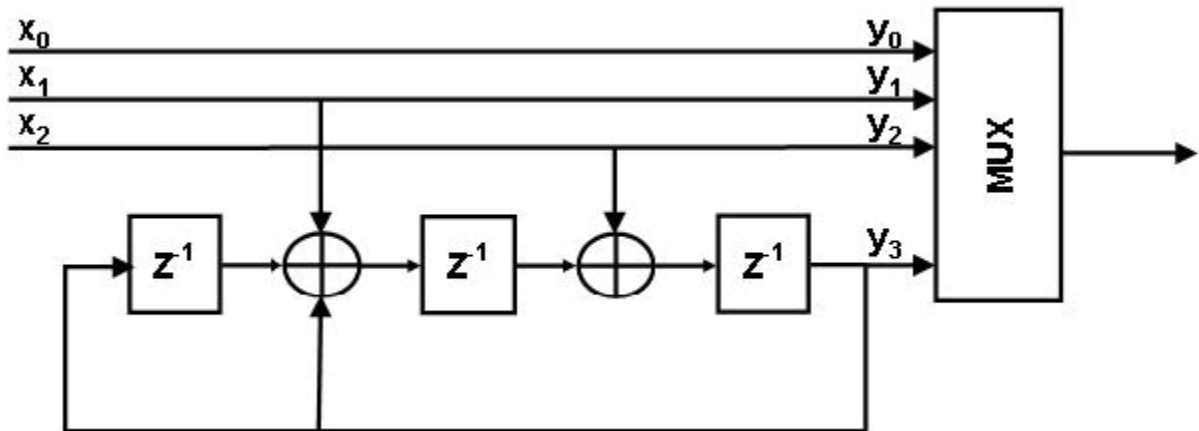 x₀ y₀
x₁ y₁
x₂ y₂
MUX
z⁻¹ z⁻¹ z⁻¹ y₃